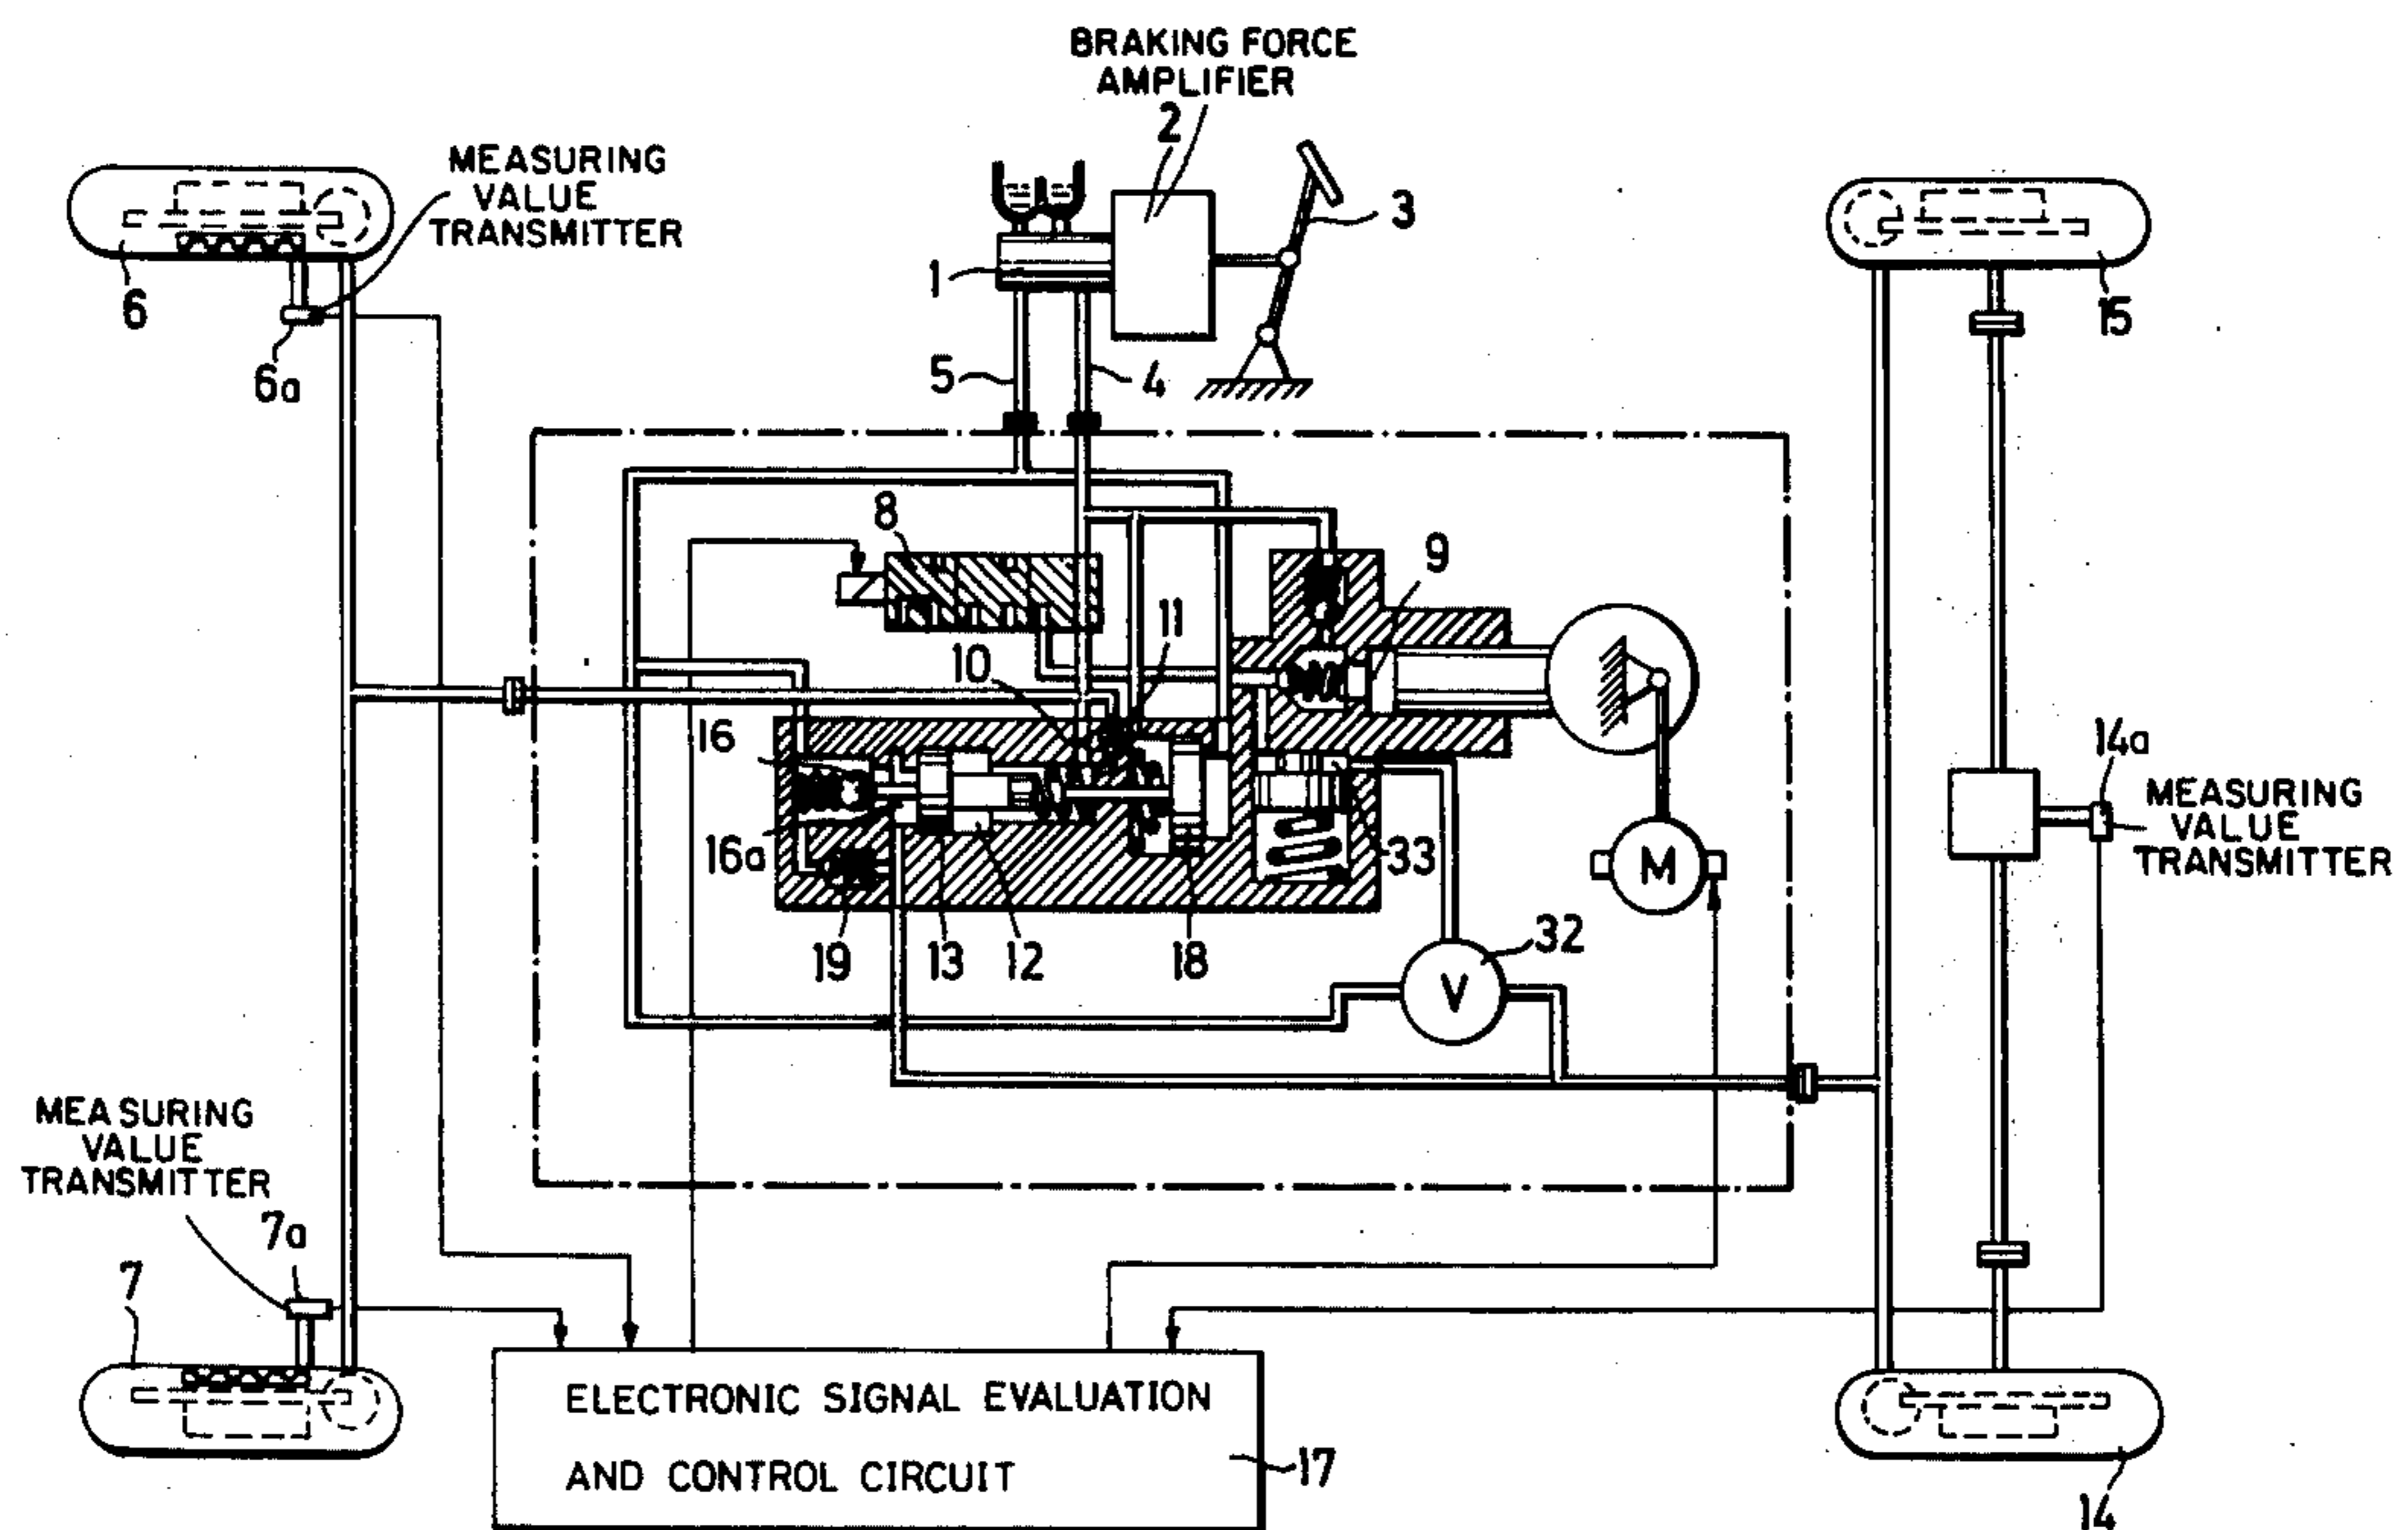 BRAKING FORCE
AMPLIFIER
2
MEASURING
VALUE
TRANSMITTER
3
1
6
15
6a
5
4
8
9
11
10
16
14a
MEASURING
VALUE
TRANSMITTER
16a
33
M
19
13
12
18
32
V
MEASURING
VALUE
TRANSMITTER
7a
7
ELECTRONIC SIGNAL EVALUATION
AND CONTROL CIRCUIT
17
14